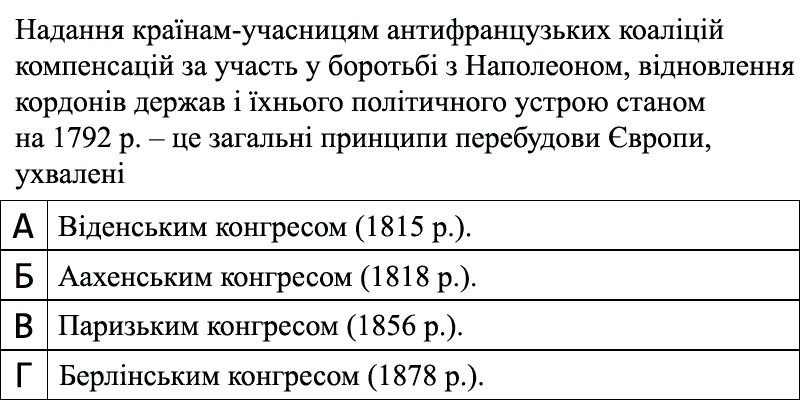 Надання країнам-учасницям антифранцузьких коаліцій
компенсацій за участь у боротьбі з Наполеоном, відновлення
кордонів держав і їхнього політичного устрою станом
на 1792 р. – це загальні принципи перебудови Європи,
ухвалені
А Віденським конгресом (1815 р.).
Б Аахенським конгресом (1818 р.).
В Паризьким конгресом (1856 р.).
Г Берлінським конгресом (1878 р.).